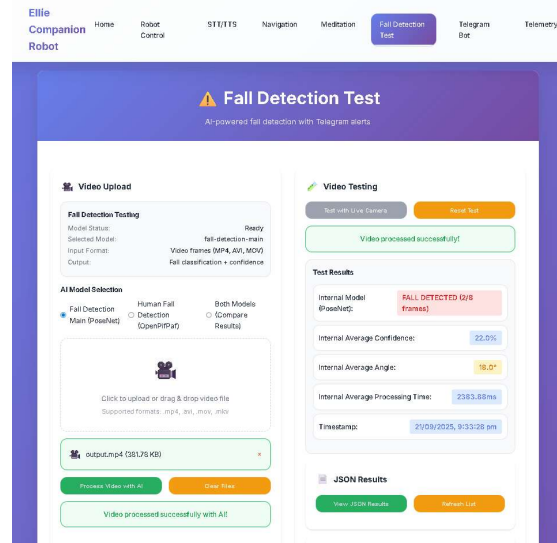 Ellie
Companion
Robot
Home
Robot
Control
STT/TTS
Navigation
Meditation
Fall Detection
Test
Telegram
Bot
Telemetry
Fall Detection Test
AI-powered fall detection with Telegram alerts
Video Upload
Fall Detection Testing
Model Status: Ready
Selected Model: fall-detection-main
Input Format: Video frames (MP4, AVI, MOV)
Output: Fall classification + confidence
AI Model Selection
Fall Detection
Main (PoseNet)
Human Fall
Detection
(OpenPifPaf)
Both Models
(Compare
Results)
Click to upload or drag & drop video file
Supported formats: .mp4, .avi, .mov, .mkv
output.mp4 (381.75 KB)
Process Video with AI
Clear Files
Video processed successfully with AI!
Video Testing
Test with Live Camera
Reset Test
Video processed successfully!
Test Results
Internal Model
(PoseNet):
FALL DETECTED (2/8
frames)
Internal Average Confidence: 22.0%
Internal Average Angle: 18.0°
Internal Average Processing Time: 2383.88ms
Timestamp: 21/09/2025, 9:33:28 pm
JSON Results
View JSON Results
Refresh List